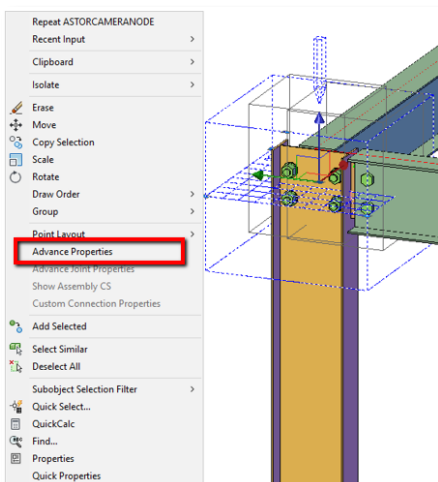 Repeat ASTORCAMERANODE
Recent Input
Clipboard
Isolate
Erase
Move
Copy Selection
Scale
Rotate
Draw Order
Group
Point Layout
Advance Properties
Advance Joint Properties
Show Assembly CS
Custom Connection Properties
Add Selected
Select Similar
Deselect All
Subobject Selection Filter
Quick Select...
QuickCalc
Find...
Properties
Quick Properties